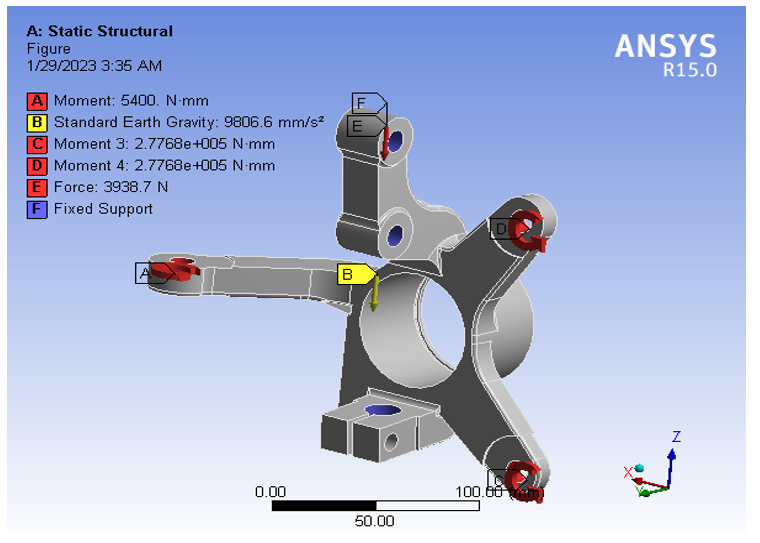 A: Static Structural
Figure
1/29/2023 3:35 AM
ANSYS
R15.0
A Moment: 5400. N·mm
B Standard Earth Gravity: 9806.6 mm/s²
C Moment 3: 2.7768e+005 N·mm
D Moment 4: 2.7768e+005 N·mm
E Force: 3938.7 N
F Fixed Support
F
E
D
A
B
C
0.00
100.00 (mm)
50.00
Z
X
Y